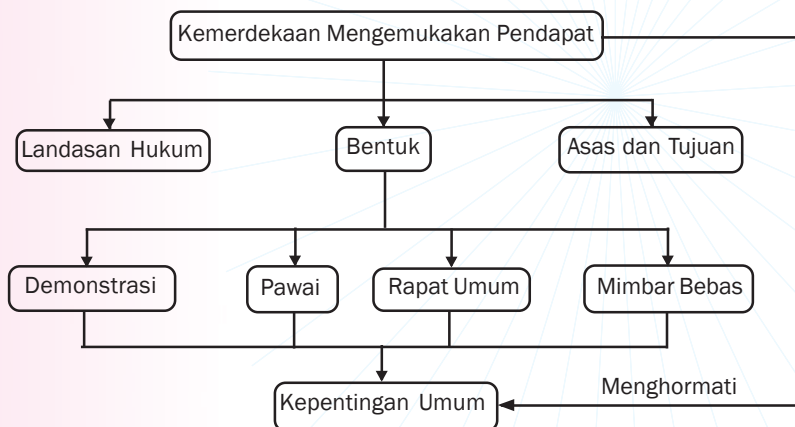 Kemerdekaan Mengemukakan Pendapat
Landasan Hukum
Bentuk
Asas dan Tujuan
Demonstrasi
Pawai
Rapat Umum
Mimbar Bebas
Menghormati
Kepentingan Umum